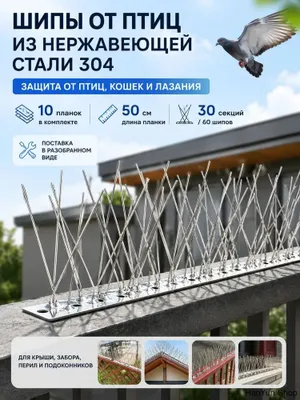 ШИПЫ ОТ ПТИЦ
ИЗ НЕРЖАВЕЮЩЕЙ
СТАЛИ 304
ЗАЩИТА ОТ ПТИЦ, КОШЕК И ЛАЗАНИЯ
10 планок
в комплекте
50 см
длина планки
30 секций
/ 60 шипов
ПОСТАВКА
В РАЗОБРАННОМ
ВИДЕ
ДЛЯ КРЫШИ, ЗАБОРА,
ПЕРИЛ И ПОДОКОННИКОВ